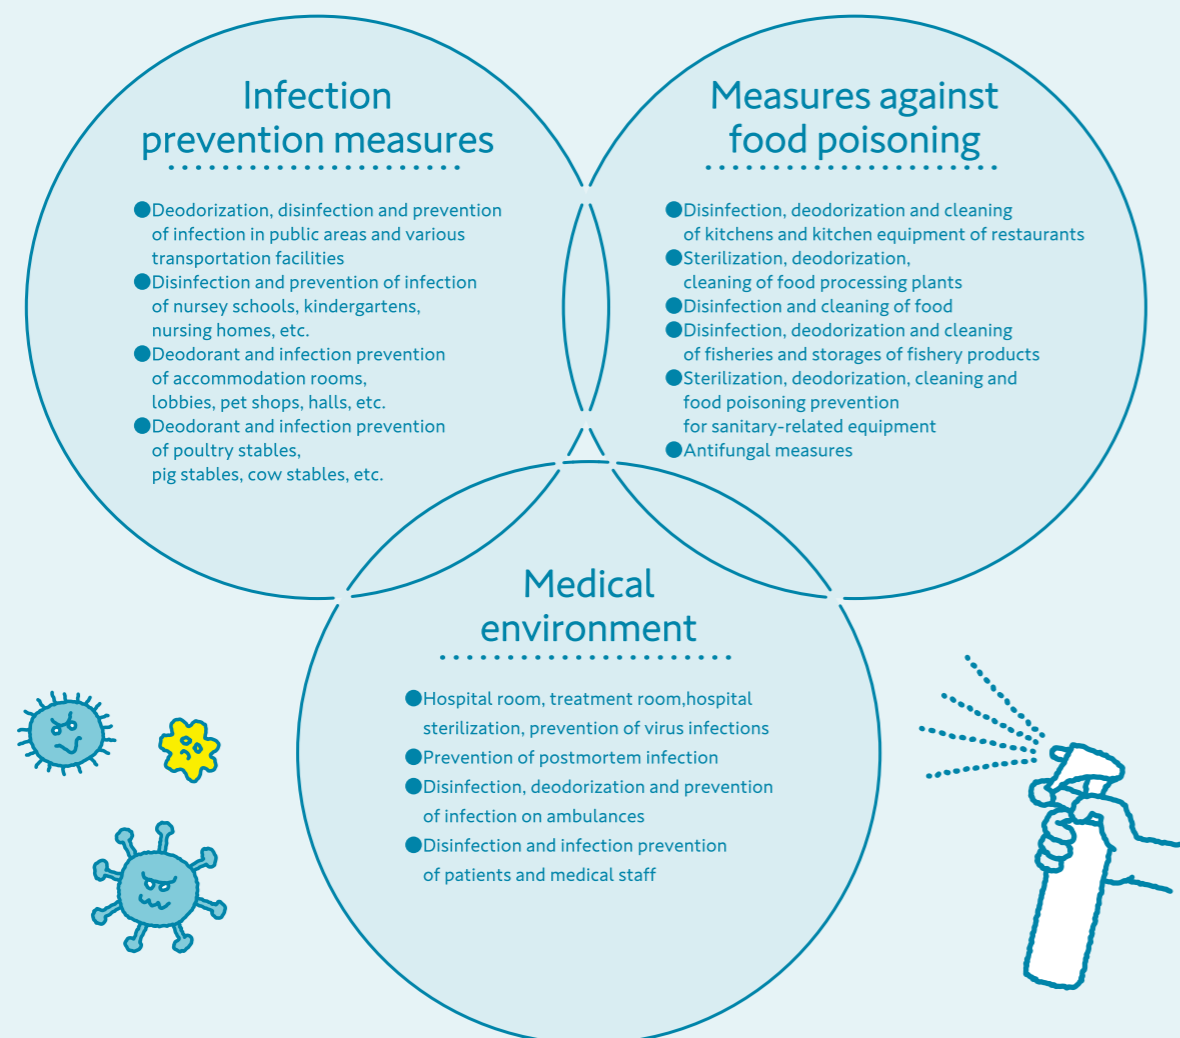 Infection
prevention measures
●Deodorization, disinfection and prevention
of infection in public areas and various
transportation facilities
●Disinfection and prevention of infection
of nursey schools, kindergartens,
nursing homes, etc.
●Deodorant and infection prevention
of accommodation rooms,
lobbies, pet shops, halls, etc.
●Deodorant and infection prevention
of poultry stables,
pig stables, cow stables, etc.
Measures against
food poisoning
●Disinfection, deodorization and cleaning
of kitchens and kitchen equipment of restaurants
●Sterilization, deodorization,
cleaning of food processing plants
●Disinfection and cleaning of food
●Disinfection, deodorization and cleaning
of fisheries and storages of fishery products
●Sterilization, deodorization, cleaning and
food poisoning prevention
for sanitary-related equipment
●Antifungal measures
Medical
environment
●Hospital room, treatment room,hospital
sterilization, prevention of virus infections
●Prevention of postmortem infection
●Disinfection, deodorization and prevention
of infection on ambulances
●Disinfection and infection prevention
of patients and medical staff